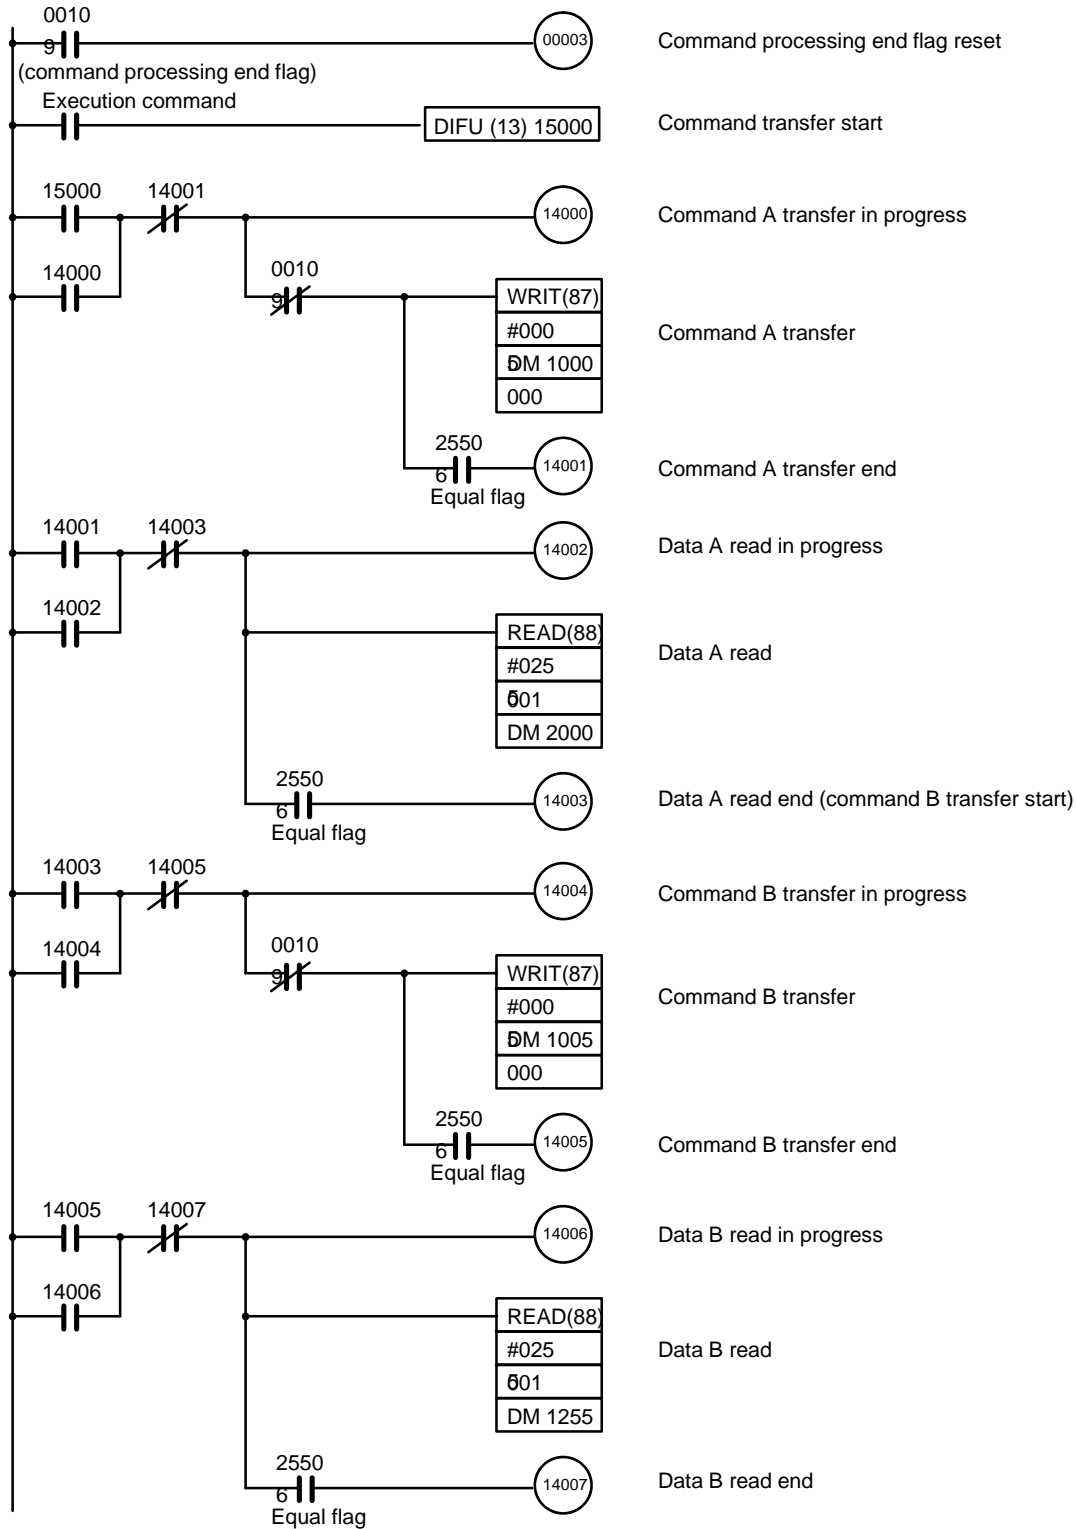 0010
9
00003
Command processing end flag reset
(command processing end flag)
Execution command
DIFU (13) 15000
Command transfer start
15000
14001
14000
Command A transfer in progress
14000
0010
9
WRIT(87)
#000
5
DM 1000
000
Command A transfer
2550
6
14001
Command A transfer end
Equal flag
14001
14003
14002
Data A read in progress
14002
READ(88)
#025
5
001
DM 2000
Data A read
2550
6
14003
Data A read end (command B transfer start)
Equal flag
14003
14005
14004
Command B transfer in progress
14004
0010
9
WRIT(87)
#000
5
DM 1005
000
Command B transfer
2550
6
14005
Command B transfer end
Equal flag
14005
14007
14006
Data B read in progress
14006
READ(88)
#025
5
001
DM 1255
Data B read
2550
6
14007
Data B read end
Equal flag